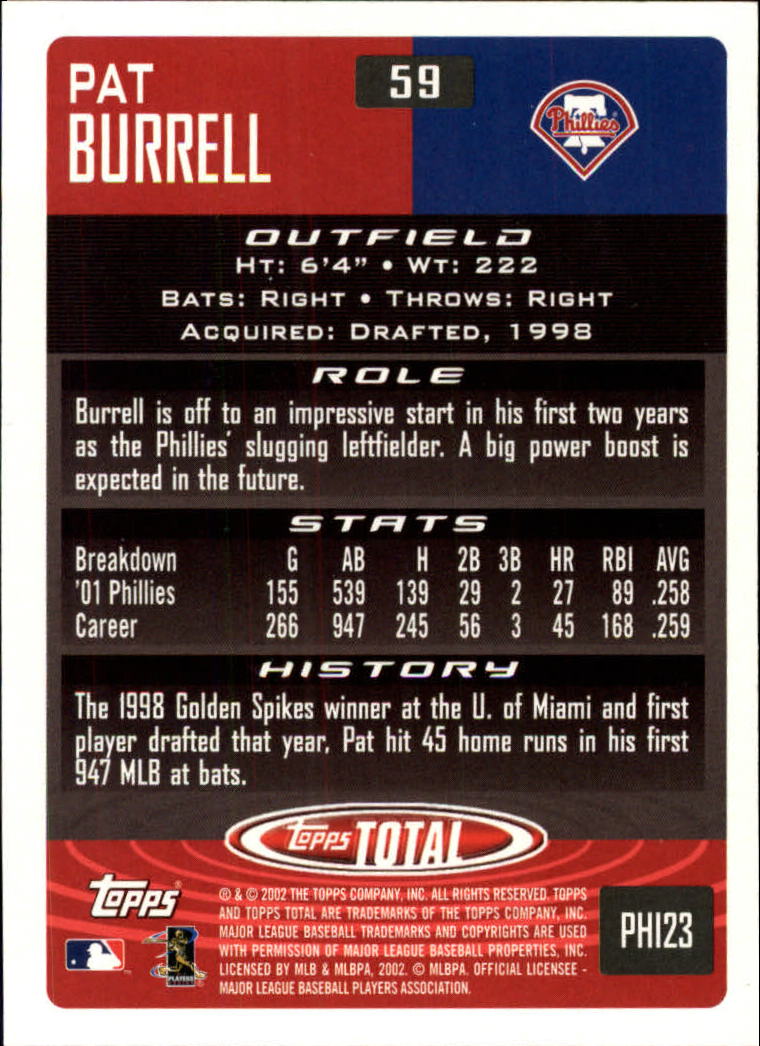 PAT
BURRELL
59
Phillies
OUTFIELD
HT: 6'4" • WT: 222
BATS: RIGHT • THROWS: RIGHT
ACQUIRED: DRAFTED, 1998
ROLE
Burrell is off to an impressive start in his first two years
as the Phillies' slugging leftfielder. A big power boost is
expected in the future.
STATS
Breakdown G AB H 2B 3B HR RBI AVG
'01 Phillies 155 539 139 29 2 27 89 .258
Career 266 947 245 56 3 45 168 .259
HISTORY
The 1998 Golden Spikes winner at the U. of Miami and first
player drafted that year, Pat hit 45 home runs in his first
947 MLB at bats.
topps TOTAL
topps®
® & © 2002 THE TOPPS COMPANY, INC. ALL RIGHTS RESERVED. TOPPS
AND TOPPS TOTAL ARE TRADEMARKS OF THE TOPPS COMPANY, INC.
MAJOR LEAGUE BASEBALL TRADEMARKS AND COPYRIGHTS ARE USED
WITH PERMISSION OF MAJOR LEAGUE BASEBALL PROPERTIES, INC.
LICENSED BY MLB & MLBPA, 2002. © MLBPA. OFFICIAL LICENSEE -
MAJOR LEAGUE BASEBALL PLAYERS ASSOCIATION.
PLAYERS
PHI23